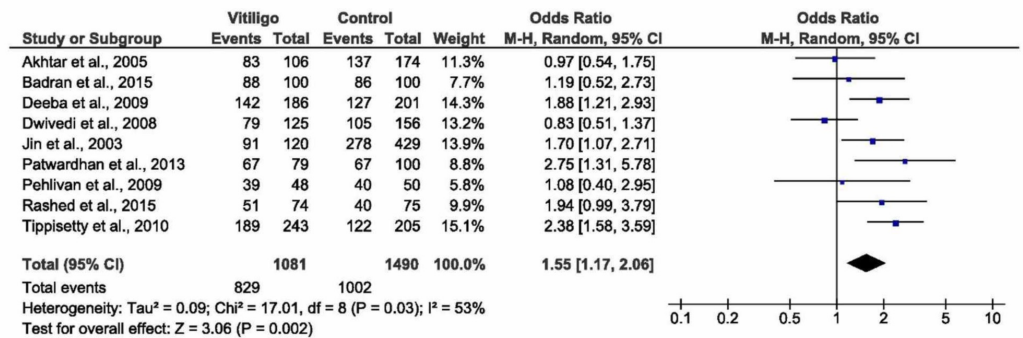 Vitiligo Control Odds Ratio Odds Ratio
Study or Subgroup Events Total Events Total Weight M-H, Random, 95% CI M-H, Random, 95% CI
Akhtar et al., 2005 83 106 137 174 11.3% 0.97 [0.54, 1.75]
Badran et al., 2015 88 100 86 100 7.7% 1.19 [0.52, 2.73]
Deeba et al., 2009 142 186 127 201 14.3% 1.88 [1.21, 2.93]
Dwivedi et al., 2008 79 125 105 156 13.2% 0.83 [0.51, 1.37]
Jin et al., 2003 91 120 278 429 13.9% 1.70 [1.07, 2.71]
Patwardhan et al., 2013 67 79 67 100 8.8% 2.75 [1.31, 5.78]
Pehlivan et al., 2009 39 48 40 50 5.8% 1.08 [0.40, 2.95]
Rashed et al., 2015 51 74 40 75 9.9% 1.94 [0.99, 3.79]
Tippisetty et al., 2010 189 243 122 205 15.1% 2.38 [1.58, 3.59]
Total (95% CI) 1081 1490 100.0% 1.55 [1.17, 2.06]
Total events 829 1002
Heterogeneity: Tau² = 0.09; Chi² = 17.01, df = 8 (P = 0.03); I² = 53%
Test for overall effect: Z = 3.06 (P = 0.002)
0.1 0.2 0.5 1 2 5 10